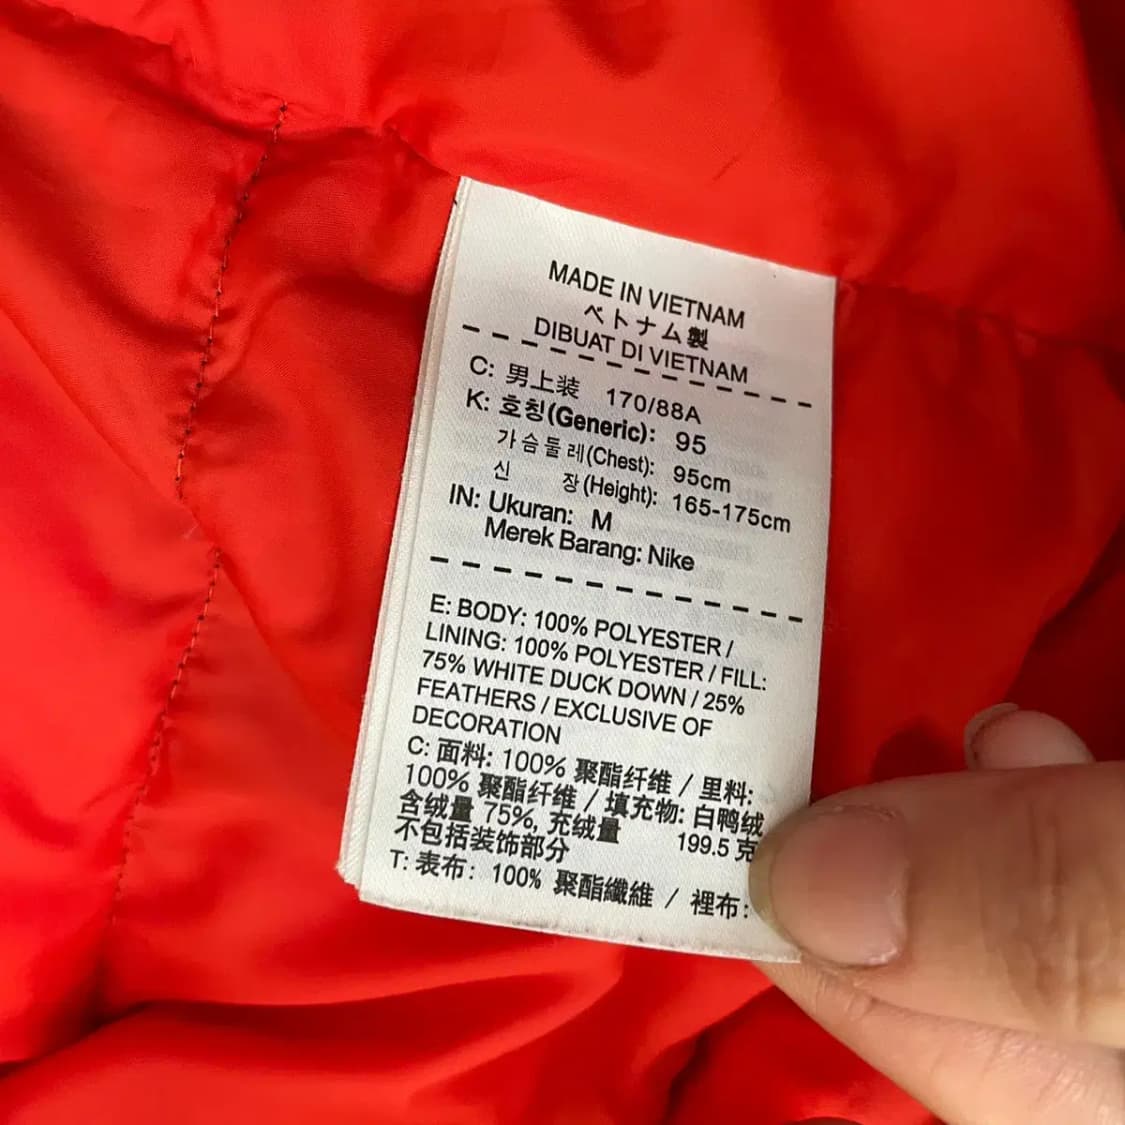 MADE IN VIETNAM
ベトナム製
DIBUAT DI VIETNAM
C: 男上装 170/88A
K: 호칭(Generic): 95
가슴둘레(Chest): 95cm
신 장(Height): 165-175cm
IN: Ukuran: M
Merek Barang: Nike
E: BODY: 100% POLYESTER /
LINING: 100% POLYESTER / FILL:
75% WHITE DUCK DOWN / 25%
FEATHERS / EXCLUSIVE OF
DECORATION
C: 面料: 100% 聚酯纤维 / 里料:
100% 聚酯纤维 / 填充物: 白鸭绒
含绒量 75%, 充绒量 199.5 克
不包括装饰部分
T: 表布: 100% 聚酯纖維 / 裡布: